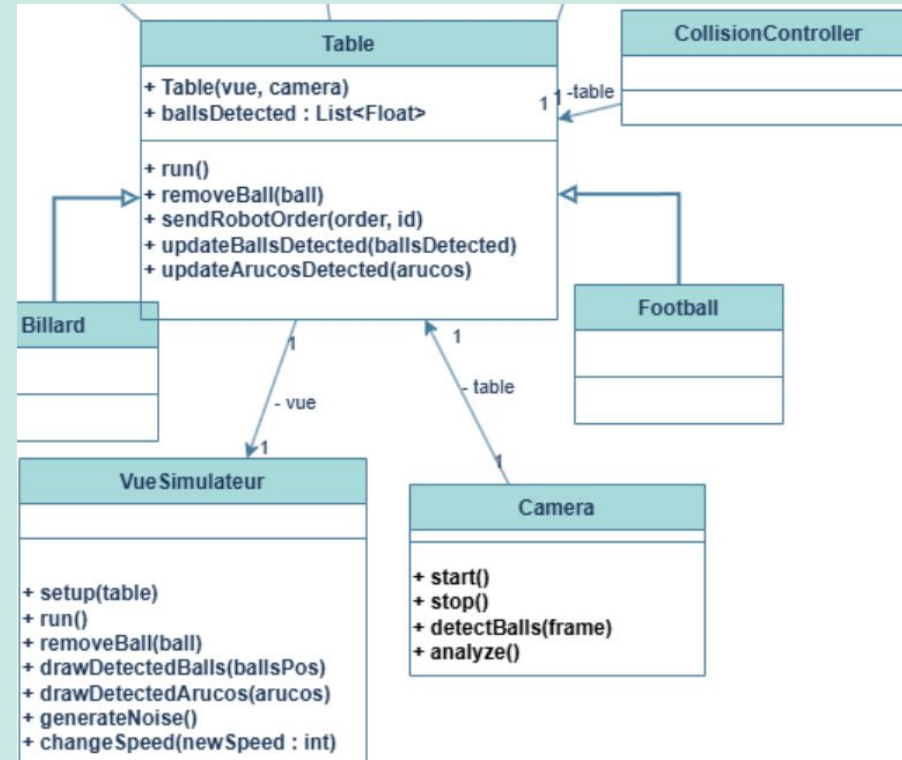 Table
+ Table(vue, camera)
+ ballsDetected : List<Float>
+ run()
+ removeBall(ball)
+ sendRobotOrder(order, id)
+ updateBallsDetected(ballsDetected)
+ updateArucosDetected(arucos)
CollisionController
1 1 -table
Billard
Football
1
- vue
1
1
- table
1
VueSimulateur
+ setup(table)
+ run()
+ removeBall(ball)
+ drawDetectedBalls(ballsPos)
+ drawDetectedArucos(arucos)
+ generateNoise()
+ changeSpeed(newSpeed : int)
Camera
+ start()
+ stop()
+ detectBalls(frame)
+ analyze()